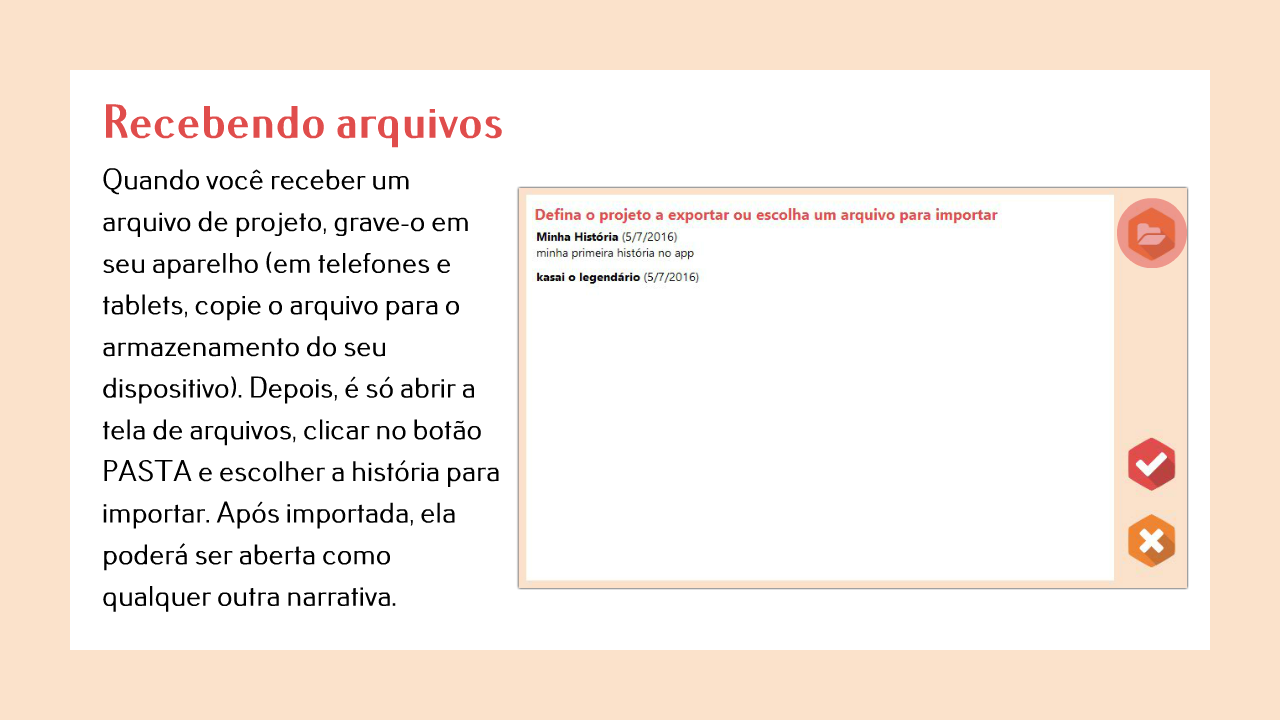 Recebendo arquivos
Quando você receber um
arquivo de projeto, grave-o em
seu aparelho (em telefones e
tablets, copie o arquivo para o
armazenamento do seu
dispositivo). Depois, é só abrir a
tela de arquivos, clicar no botão
PASTA e escolher a história para
importar. Após importada, ela
poderá ser aberta como
qualquer outra narrativa.
Defina o projeto a exportar ou escolha um arquivo para importar
Minha História (5/7/2016)
minha primeira história no app
kasai o legendário (5/7/2016)